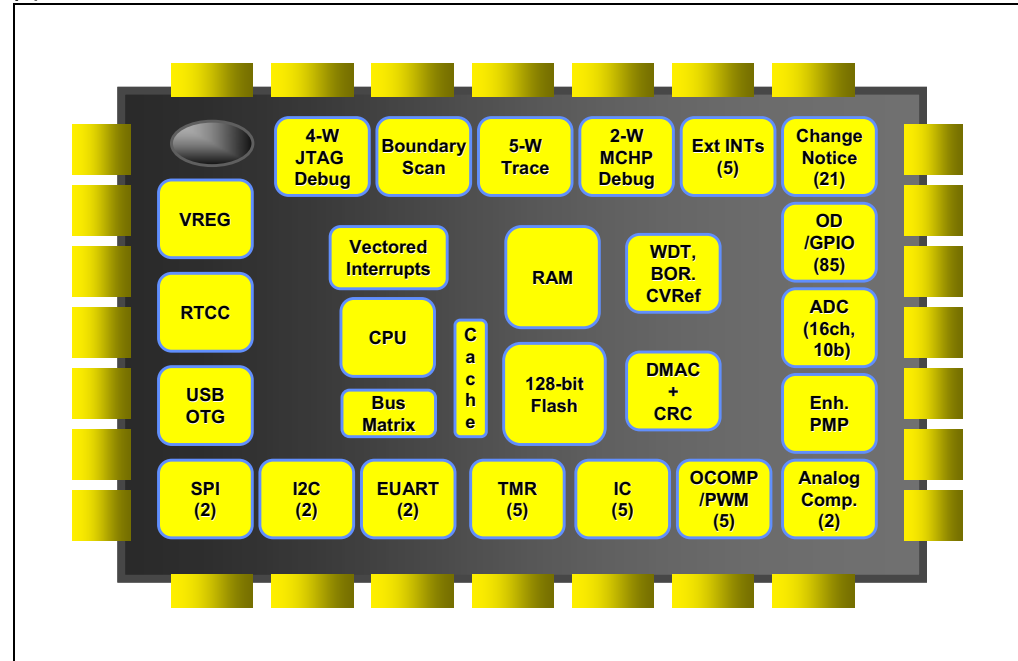 4-W
JTAG
Debug
Boundary
Scan
5-W
Trace
2-W
MCHP
Debug
Ext INTs
(5)
Change
Notice
(21)
VREG
Vectored
Interrupts
RAM
WDT,
BOR.
CVRef
OD
/GPIO
(85)
RTCC
CPU
Cache
ADC
(16ch,
10b)
USB
OTG
Bus
Matrix
128-bit
Flash
DMAC
+
CRC
Enh.
PMP
SPI
(2)
I2C
(2)
EUART
(2)
TMR
(5)
IC
(5)
OCOMP
/PWM
(5)
Analog
Comp.
(2)